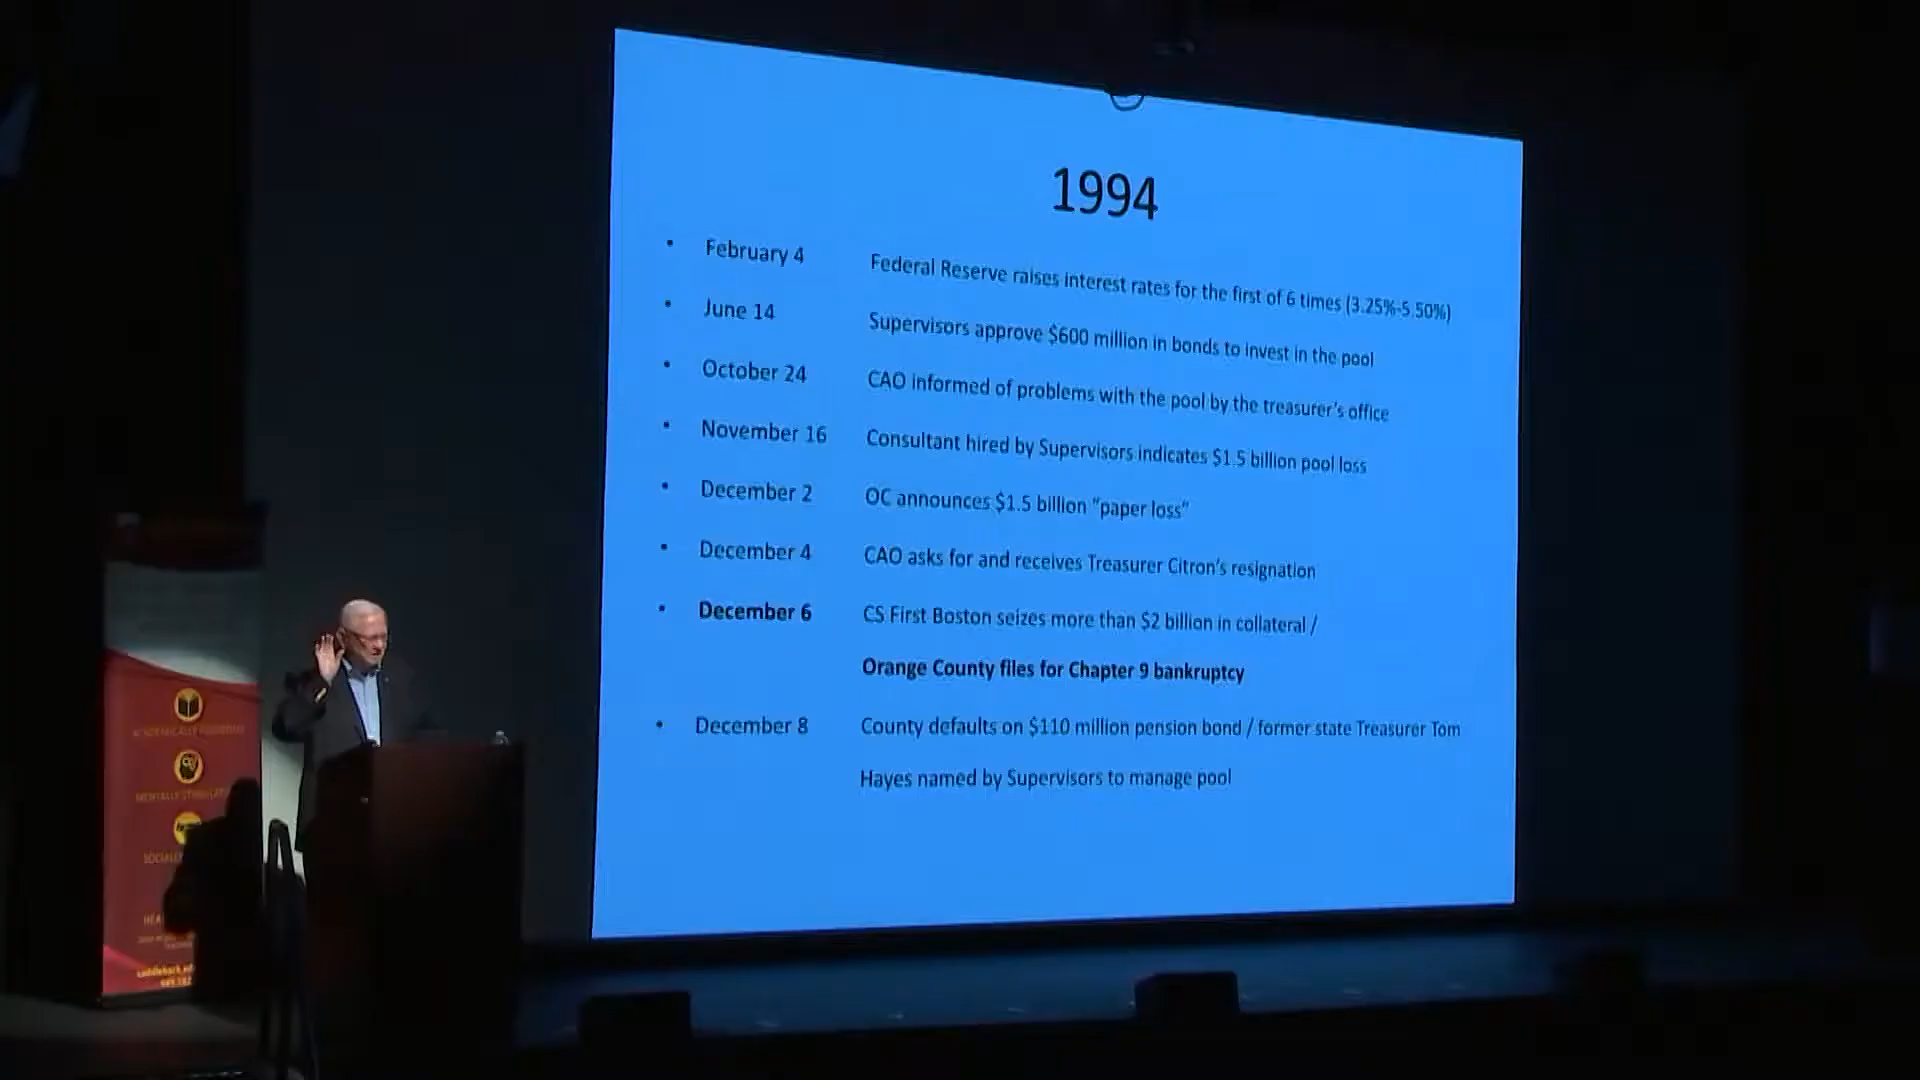 1994
• February 4 Federal Reserve raises interest rates for the first of 6 times (3.25%-5.50%)
• June 14 Supervisors approve $600 million in bonds to invest in the pool
• October 24 CAO informed of problems with the pool by the treasurer's office
• November 16 Consultant hired by Supervisors indicates $1.5 billion pool loss
• December 2 OC announces $1.5 billion "paper loss"
• December 4 CAO asks for and receives Treasurer Citron's resignation
• December 6 CS First Boston seizes more than $2 billion in collateral /
Orange County files for Chapter 9 bankruptcy
• December 8 County defaults on $110 million pension bond / former state Treasurer Tom
Hayes named by Supervisors to manage pool